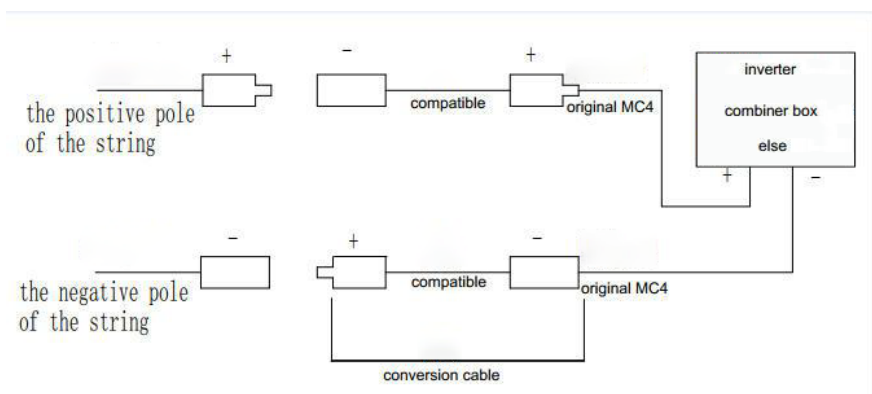 + - +
inverter
combiner box
else
the positive pole
of the string
compatible
original MC4
+ -
- + -
the negative pole
of the string
compatible
original MC4
conversion cable